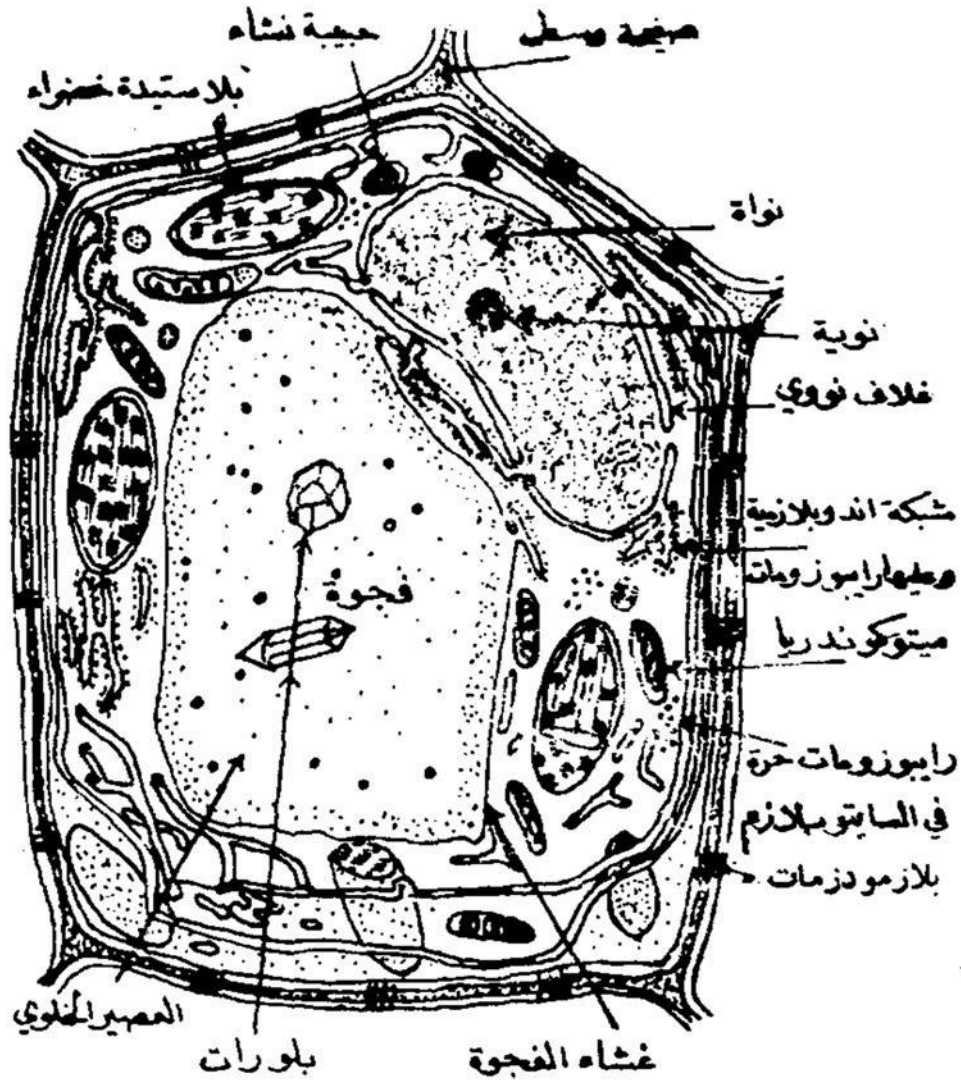 صفيحة وسطى
حبيبة نشاء
بلاستيدة خضراء
نواة
نوية
غلاف نووي
شبكة اندوبلازمية
وعليها رايبوزومات
ميتوكوندريا
فجوة
رايبوزومات حرة
في السايتوبلازم
بلازمودزمات
العصير الخلوي
بلورات
غشاء الفجوة